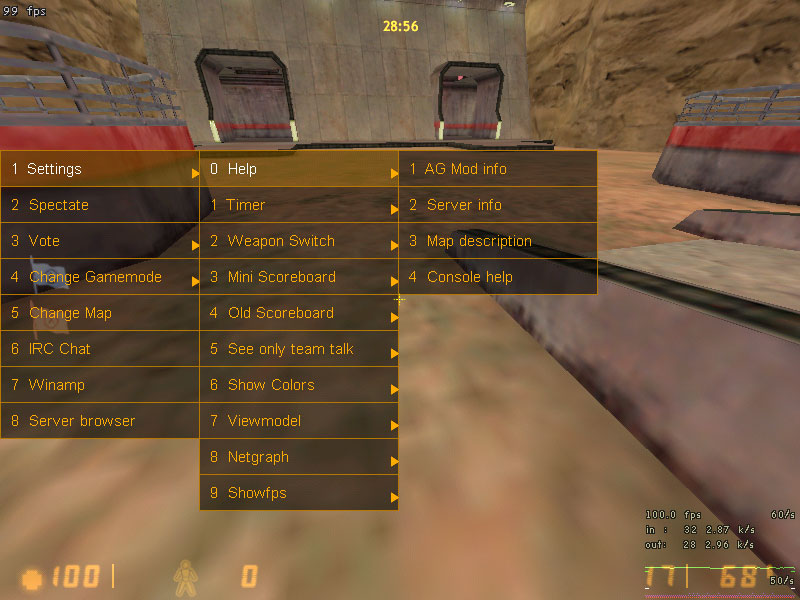 99 fps
28:56
1 Settings
2 Spectate
3 Vote
4 Change Gamemode
5 Change Map
6 IRC Chat
7 Winamp
8 Server browser
0 Help
1 Timer
2 Weapon Switch
3 Mini Scoreboard
4 Old Scoreboard
5 See only team talk
6 Show Colors
7 Viewmodel
8 Netgraph
9 Showfps
1 AG Mod info
2 Server info
3 Map description
4 Console help
100.0 fps 60/s
in : 32 2.87 k/s
out: 28 2.96 k/s
50/s
100 0 17 68